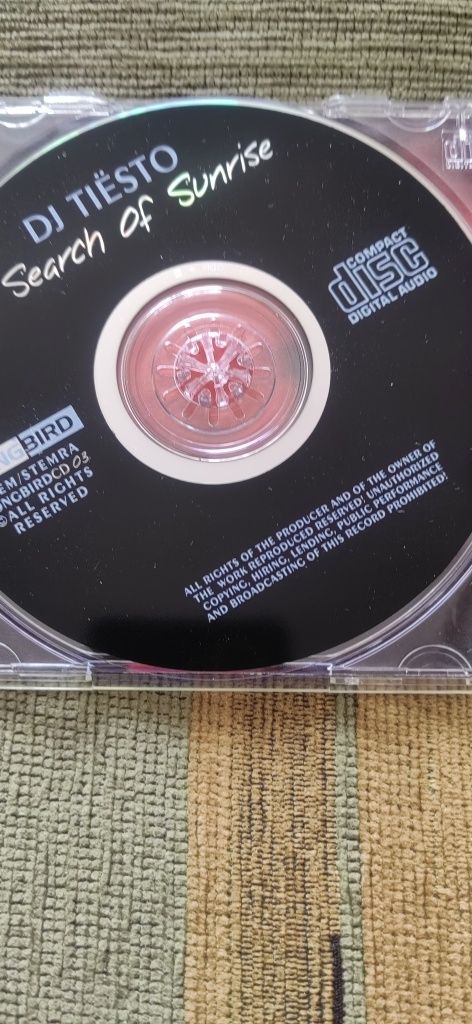 DJ TIËSTO
Search Of Sunrise
COMPACT
disc
DIGITAL AUDIO
NGBIRD
EM/STEMRA
ONGBIRDCD 03
©ALL RIGHTS
RESERVED
ALL RIGHTS OF THE PRODUCER AND OF THE OWNER OF
THE WORK REPRODUCED RESERVED. UNAUTHORIZED
COPYING, HIRING, LENDING, PUBLIC PERFORMANCE
AND BROADCASTING OF THIS RECORD PROHIBITED!